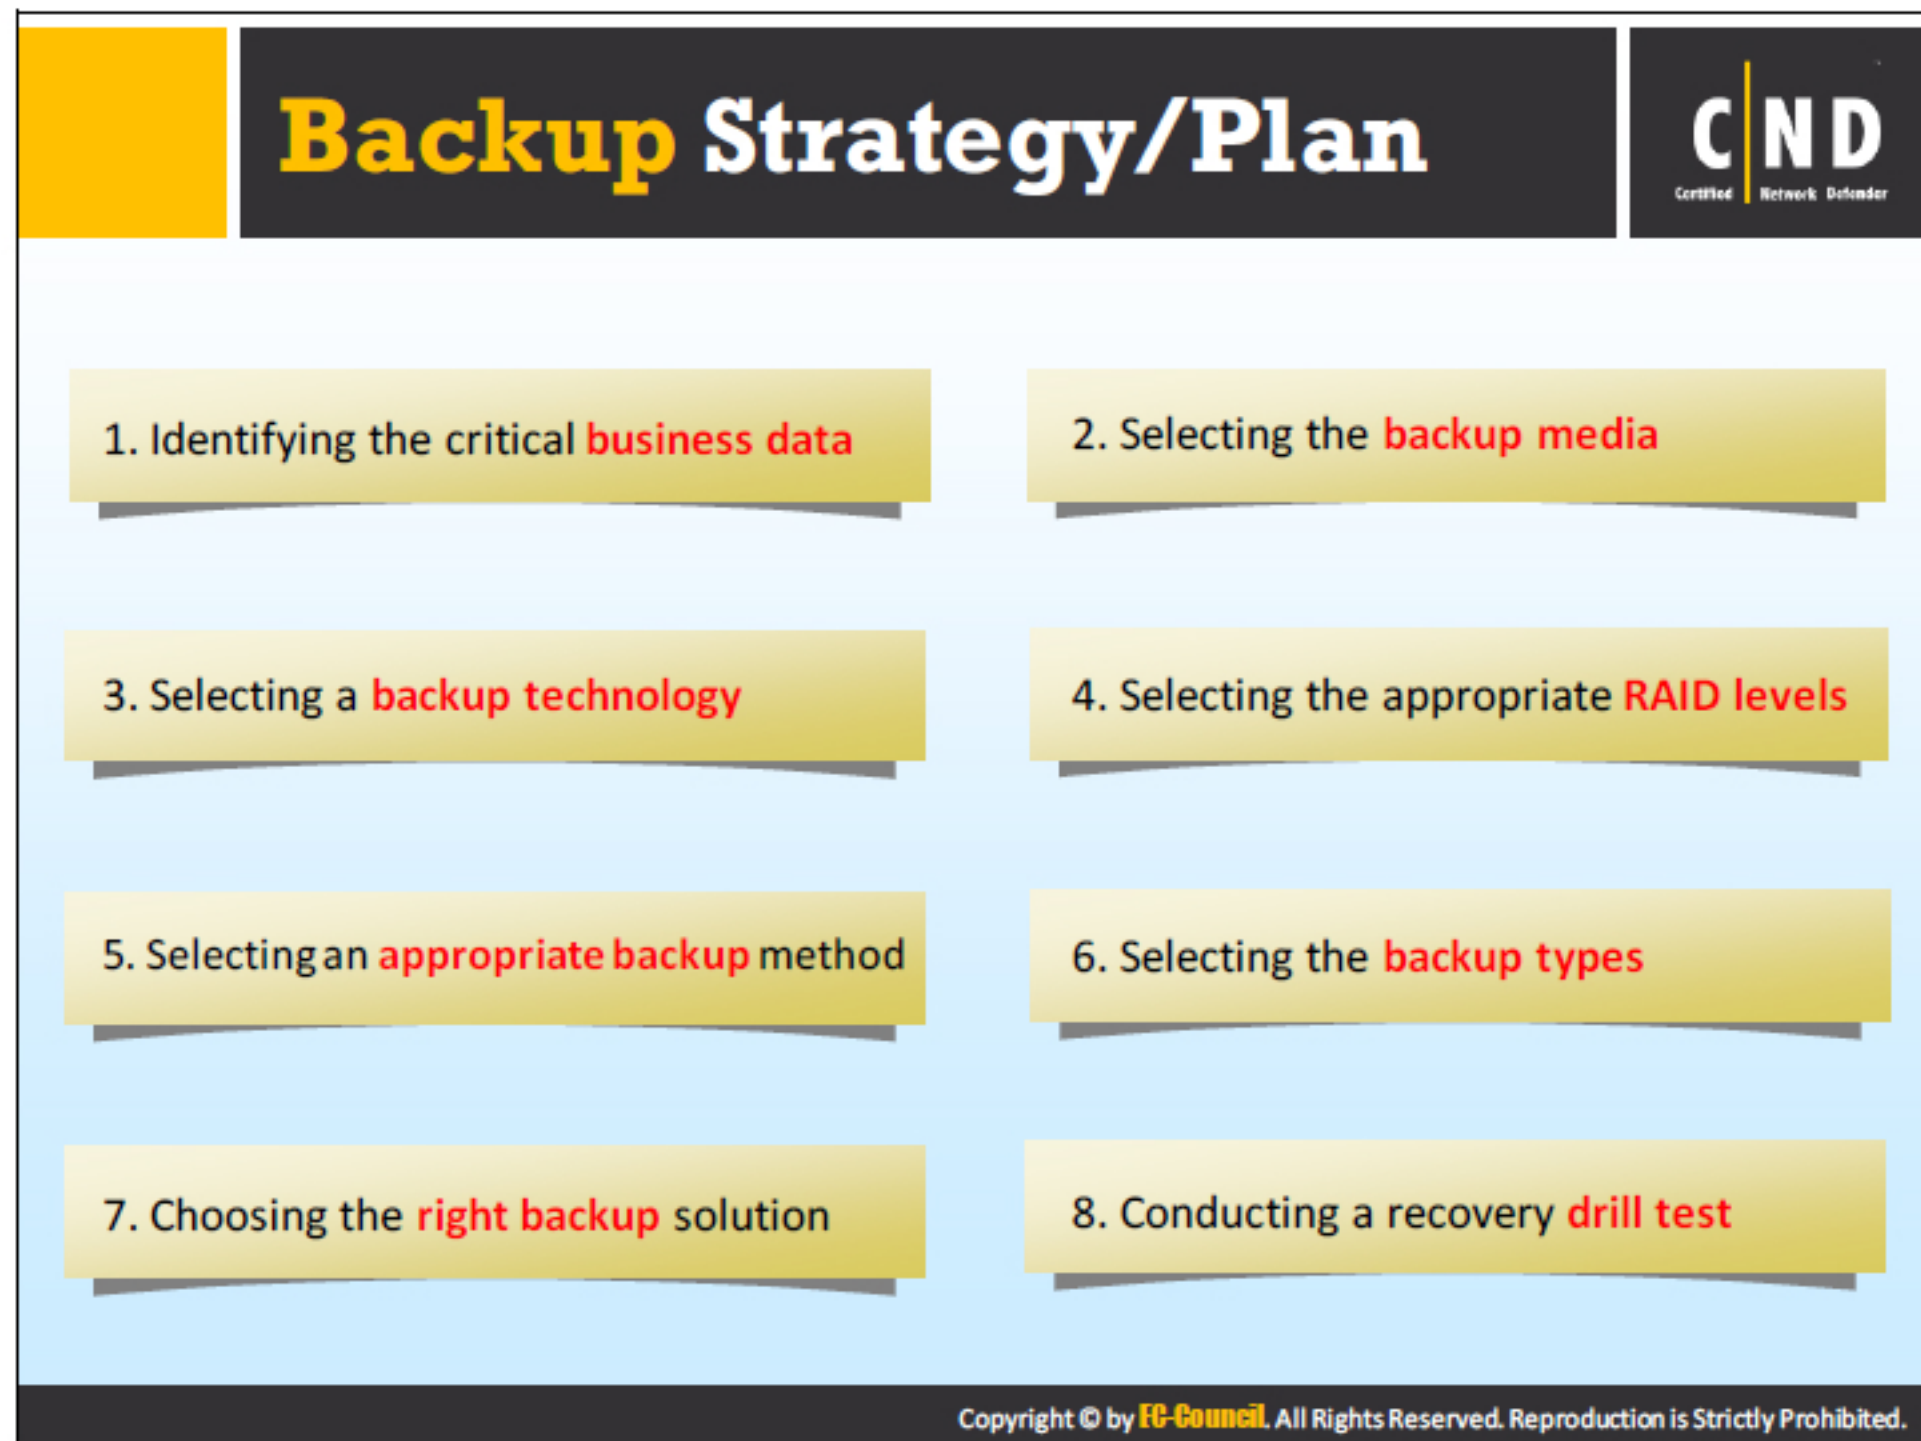 Backup Strategy/Plan
C N D
Certified Network Defender
1. Identifying the critical business data
2. Selecting the backup media
3. Selecting a backup technology
4. Selecting the appropriate RAID levels
5. Selecting an appropriate backup method
6. Selecting the backup types
7. Choosing the right backup solution
8. Conducting a recovery drill test
Copyright © by EC-Council. All Rights Reserved. Reproduction is Strictly Prohibited.